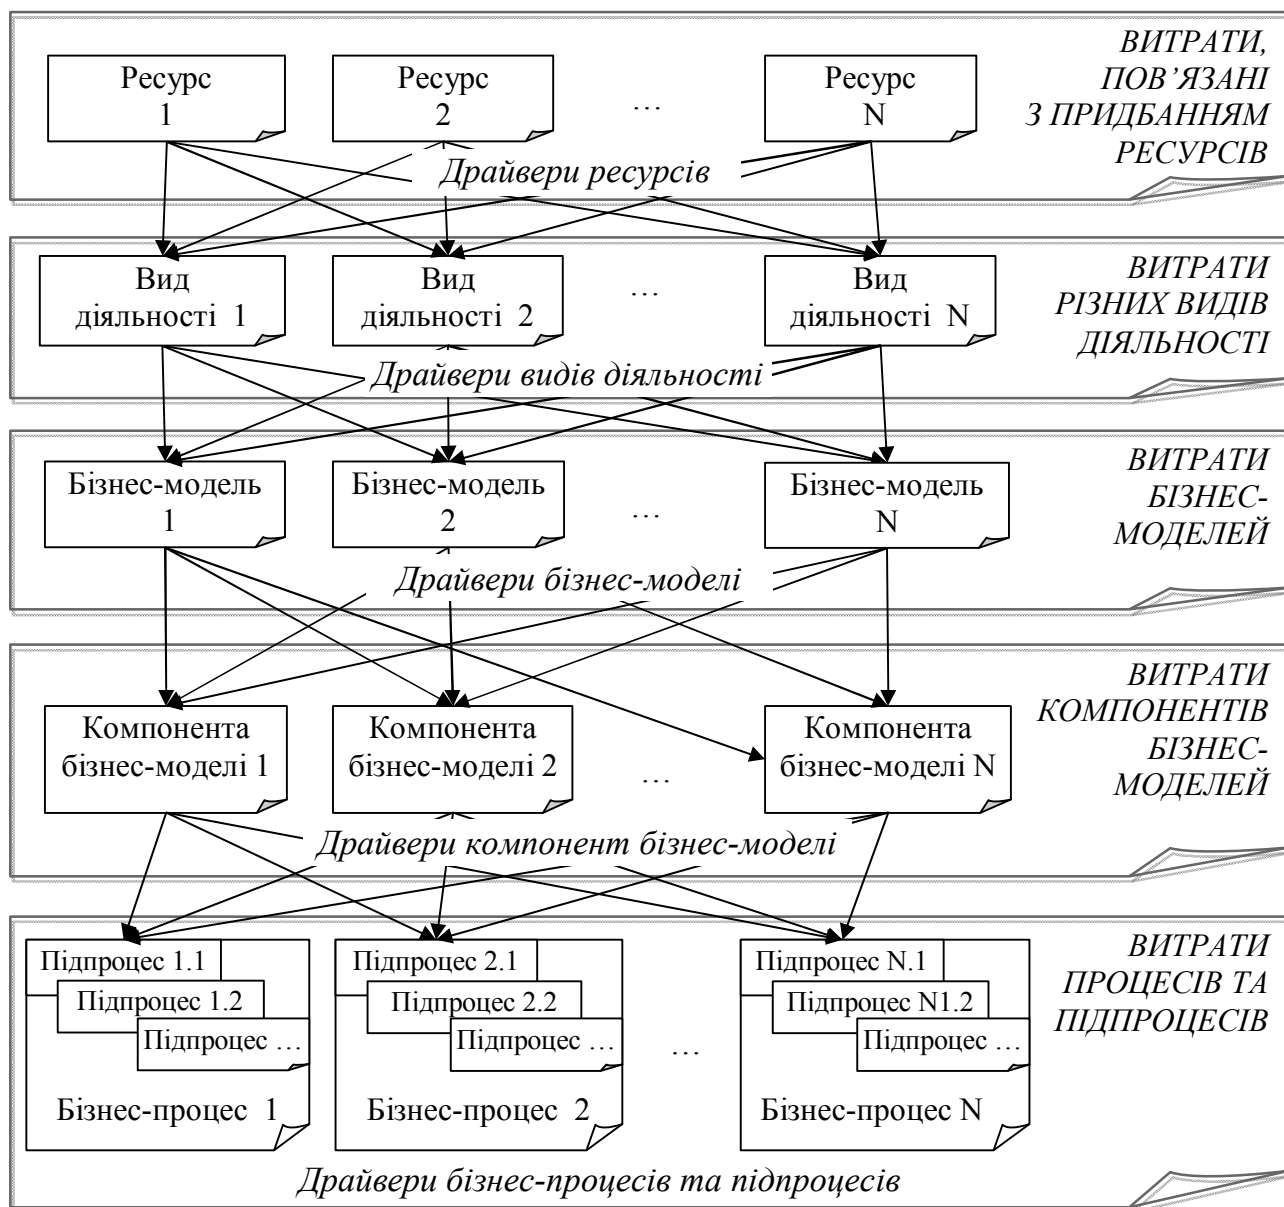 ВИТРАТИ,
ПОВ’ЯЗАНІ
З ПРИДБАННЯМ
РЕСУРСІВ
Ресурс
1
Ресурс
2
…
Ресурс
N
Драйвери ресурсів
ВИТРАТИ
РІЗНИХ ВИДІВ
ДІЯЛЬНОСТІ
Вид
діяльності 1
Вид
діяльності 2
…
Вид
діяльності N
Драйвери видів діяльності
ВИТРАТИ
БІЗНЕС-
МОДЕЛЕЙ
Бізнес-модель
1
Бізнес-модель
2
…
Бізнес-модель
N
Драйвери бізнес-моделі
ВИТРАТИ
КОМПОНЕНТІВ
БІЗНЕС-
МОДЕЛЕЙ
Компонента
бізнес-моделі 1
Компонента
бізнес-моделі 2
…
Компонента
бізнес-моделі N
Драйвери компонент бізнес-моделі
ВИТРАТИ
ПРОЦЕСІВ ТА
ПІДПРОЦЕСІВ
Підпроцес 1.1
Підпроцес 1.2
Підпроцес …
Бізнес-процес 1
Підпроцес 2.1
Підпроцес 2.2
Підпроцес …
Бізнес-процес 2
…
Підпроцес N.1
Підпроцес N1.2
Підпроцес …
Бізнес-процес N
Драйвери бізнес-процесів та підпроцесів